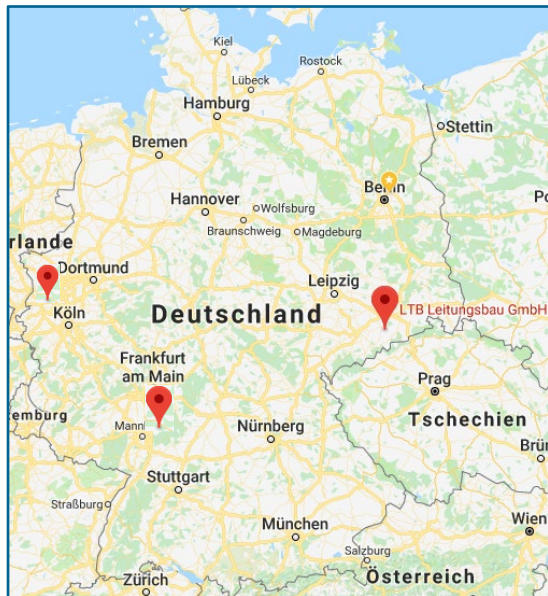 Kiel
Rostock
Lübeck
Hamburg
Stettin
Bremen
Berlin
Hannover
Wolfsburg
Braunschweig
Magdeburg
Po
rlande
Dortmund
Leipzig
LTB Leitungsbau GmbH
Köln
Deutschland
Frankfurt
am Main
Prag
emburg
Mann
Tschechien
Nürnberg
Brün
Stuttgart
Straßburg
München
Wien
Salzburg
Zürich
Österreich